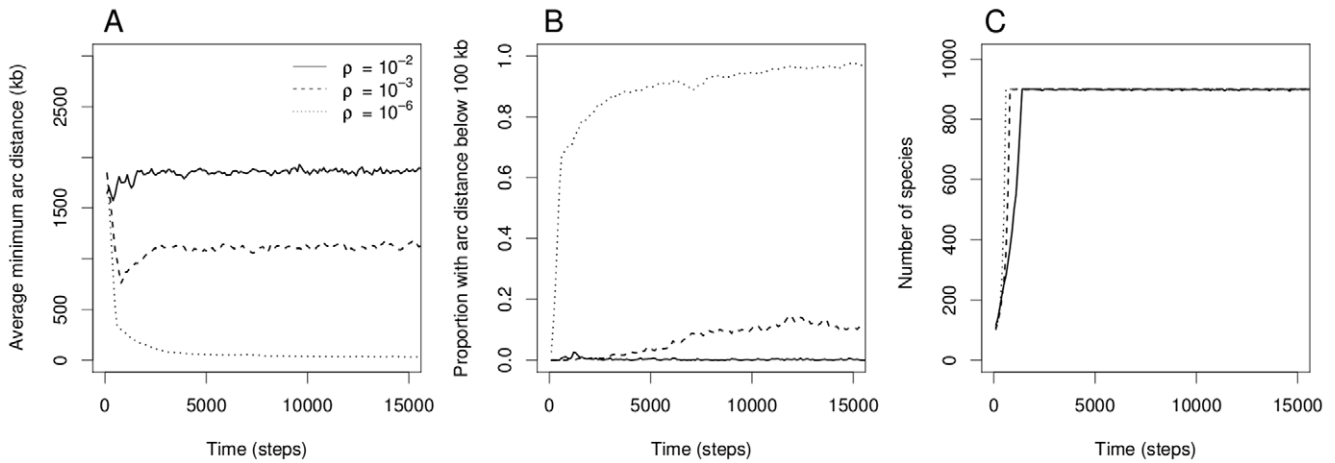 A
Average minimum arc distance (kb)
0
500
1500
2500
ρ = 10⁻²
ρ = 10⁻³
ρ = 10⁻⁶
0
5000
10000
15000
Time (steps)
B
Proportion with arc distance below 100 kb
0.0
0.2
0.4
0.6
0.8
1.0
0
5000
10000
15000
Time (steps)
C
Number of species
0
200
400
600
800
1000
0
5000
10000
15000
Time (steps)